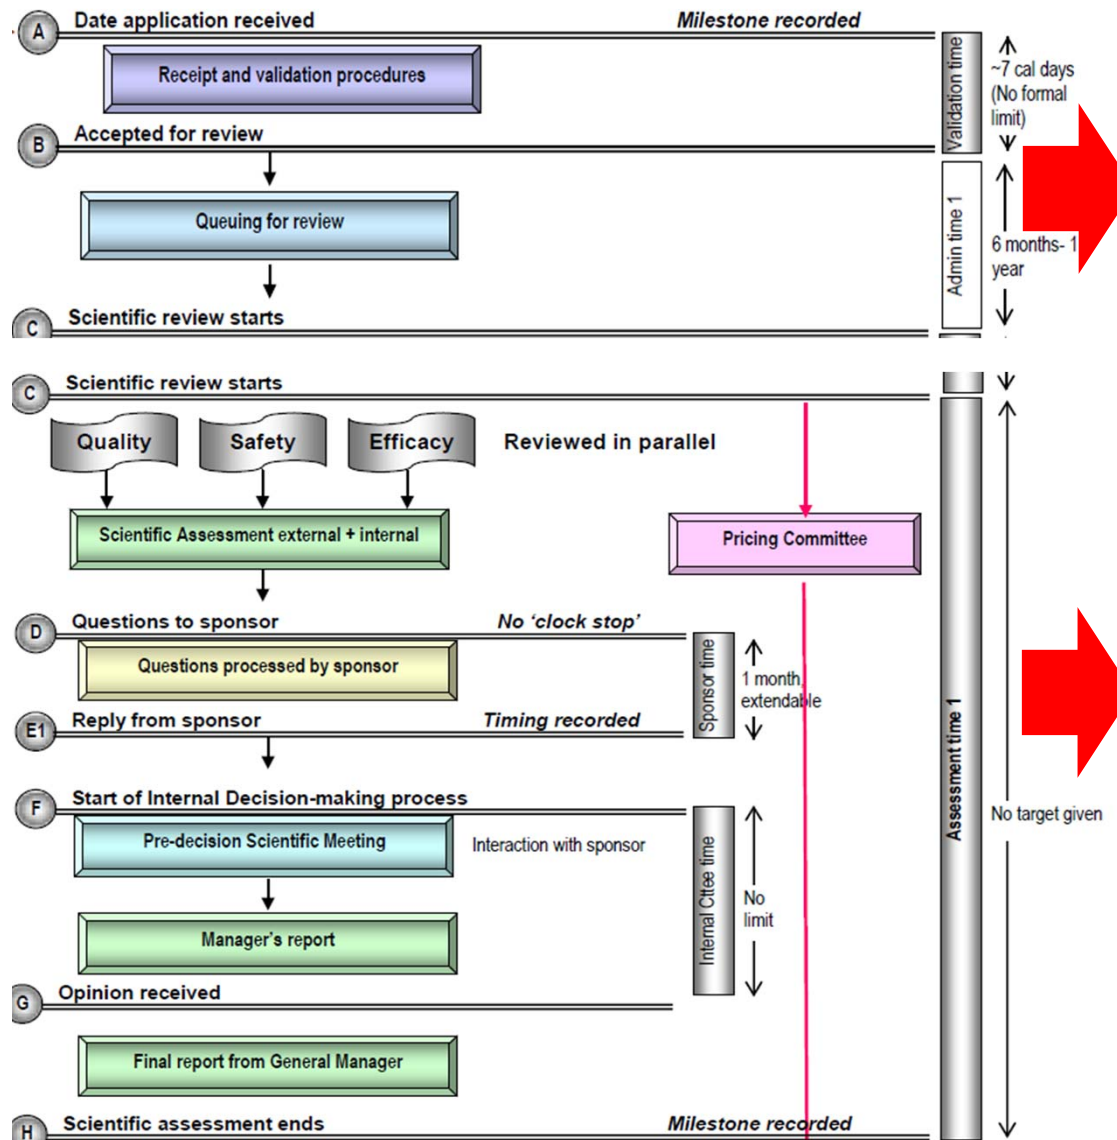 A
Date application received
Milestone recorded
Receipt and validation procedures
Validation time
~7 cal days
(No formal
limit)
B
Accepted for review
Queuing for review
Admin time 1
6 months- 1
year
C
Scientific review starts
C
Scientific review starts
Quality
Safety
Efficacy
Reviewed in parallel
Scientific Assessment external + internal
Pricing Committee
D
Questions to sponsor
No ‘clock stop’
Questions processed by sponsor
Sponsor time
1 month,
extendable
E1
Reply from sponsor
Timing recorded
Assessment time 1
No target given
F
Start of Internal Decision-making process
Pre-decision Scientific Meeting
Interaction with sponsor
Internal Cttee time
No
limit
Manager’s report
G
Opinion received
Final report from General Manager
H
Scientific assessment ends
Milestone recorded